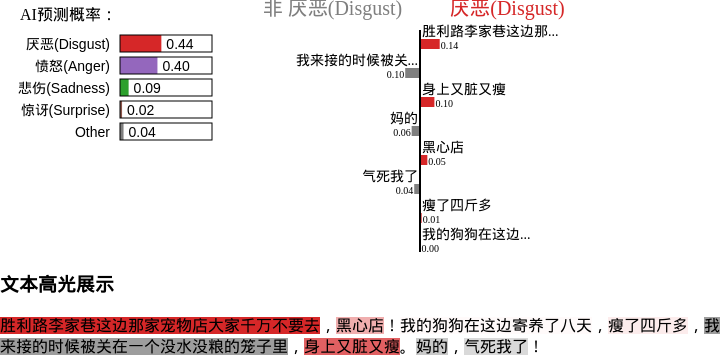 AI预测概率：
厌恶(Disgust) 0.44
愤怒(Anger) 0.40
悲伤(Sadness) 0.09
惊讶(Surprise) 0.02
Other 0.04
非 厌恶(Disgust) 厌恶(Disgust)
胜利路李家巷这边那...
0.14
我来接的时候被关...
0.10
身上又脏又瘦
0.10
妈的
0.06
黑心店
0.05
气死我了
0.04
瘦了四斤多
0.01
我的狗狗在这边...
0.00
文本高光展示
胜利路李家巷这边那家宠物店大家千万不要去，黑心店！我的狗狗在这边寄养了八天，瘦了四斤多，我
来接的时候被关在一个没水没粮的笼子里，身上又脏又瘦。妈的，气死我了！